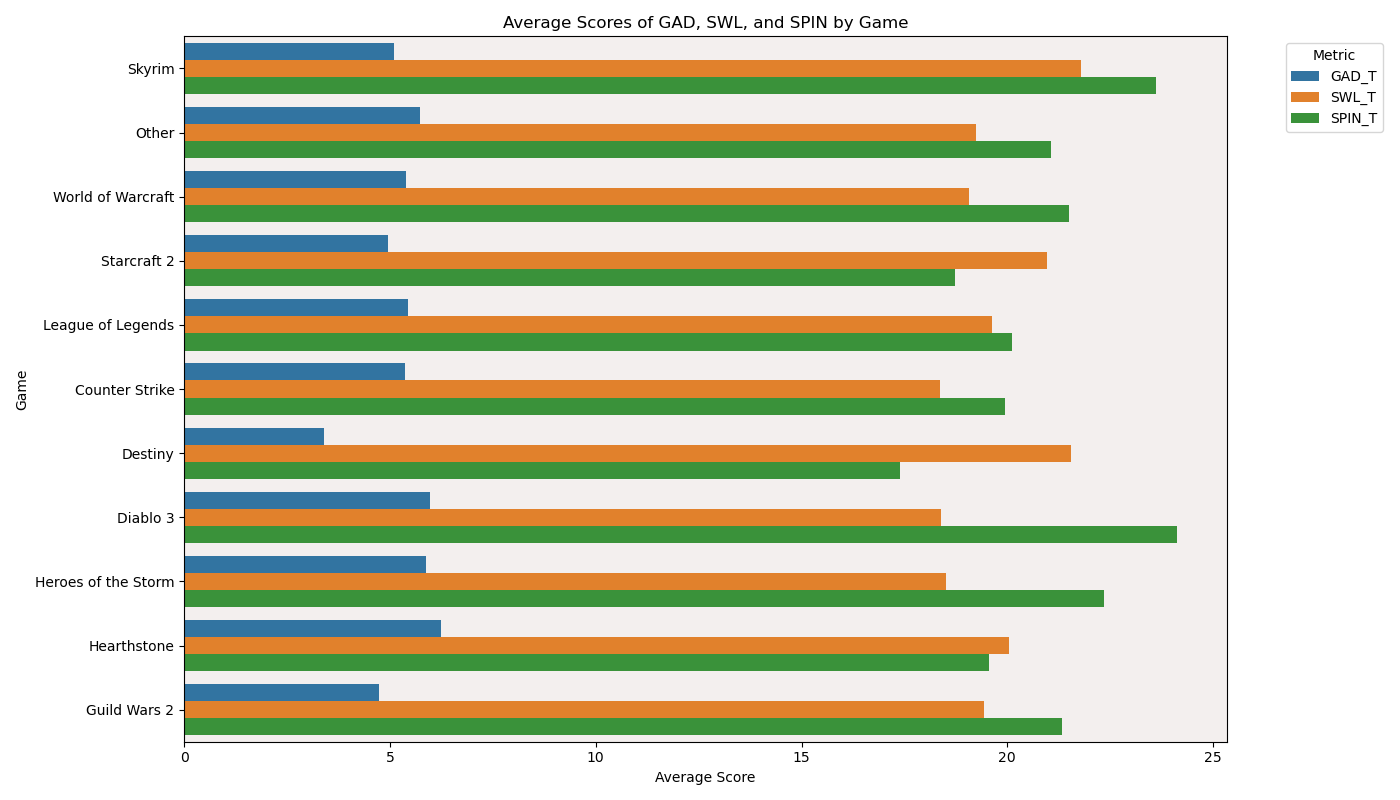 Average Scores of GAD, SWL, and SPIN by Game
Metric
GAD_T
SWL_T
SPIN_T
Game
Skyrim
Other
World of Warcraft
Starcraft 2
League of Legends
Counter Strike
Destiny
Diablo 3
Heroes of the Storm
Hearthstone
Guild Wars 2
0 5 10 15 20 25
Average Score